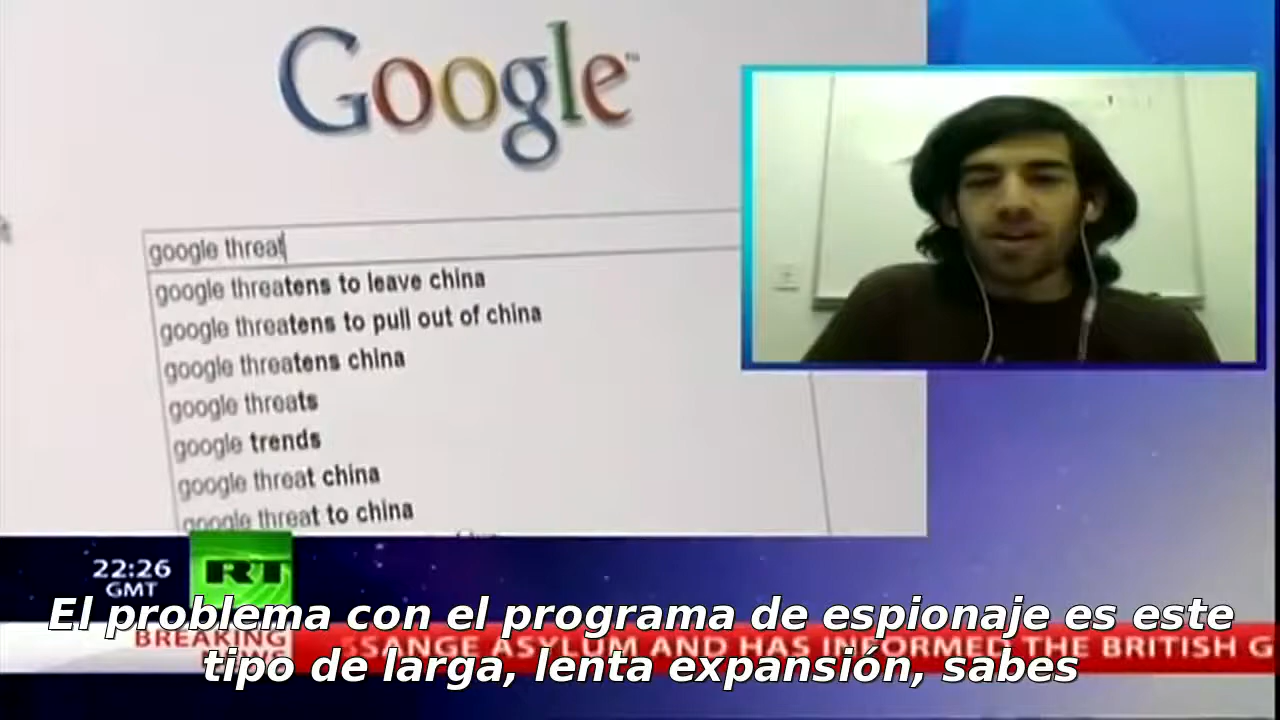 Google™
google threat
google threatens to leave china
google threatens to pull out of china
google threatens china
google threats
google trends
google threat china
google threat to china
22:26
GMT
RT
BREAKING
SSANGE ASYLUM AND HAS INFORMED THE BRITISH G
El problema con el programa de espionaje es este
tipo de larga, lenta expansión, sabes